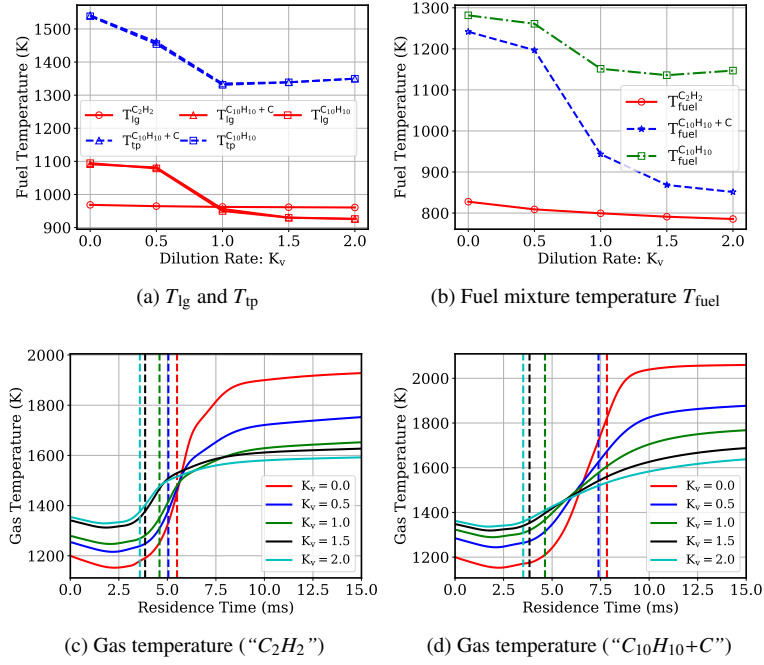 1500
1400
1300
1200
1100
1000
900
Fuel Temperature (K)
T_lg^C2H2
T_lg^C10H10+C
T_lg^C10H10
T_tp^C10H10+C
T_tp^C10H10
0.0 0.5 1.0 1.5 2.0
Dilution Rate: Kv
(a) Tlg and Ttp
1300
1200
1100
1000
900
800
Fuel Temperature (K)
T_fuel^C2H2
T_fuel^C10H10+C
T_fuel^C10H10
0.0 0.5 1.0 1.5 2.0
Dilution Rate: Kv
(b) Fuel mixture temperature Tfuel
2000
1800
1600
1400
1200
Gas Temperature (K)
Kv = 0.0
Kv = 0.5
Kv = 1.0
Kv = 1.5
Kv = 2.0
0.0 2.5 5.0 7.5 10.0 12.5 15.0
Residence Time (ms)
(c) Gas temperature (“C2H2”)
2000
1800
1600
1400
1200
Gas Temperature (K)
Kv = 0.0
Kv = 0.5
Kv = 1.0
Kv = 1.5
Kv = 2.0
0.0 2.5 5.0 7.5 10.0 12.5 15.0
Residence Time (ms)
(d) Gas temperature (“C10H10+C”)